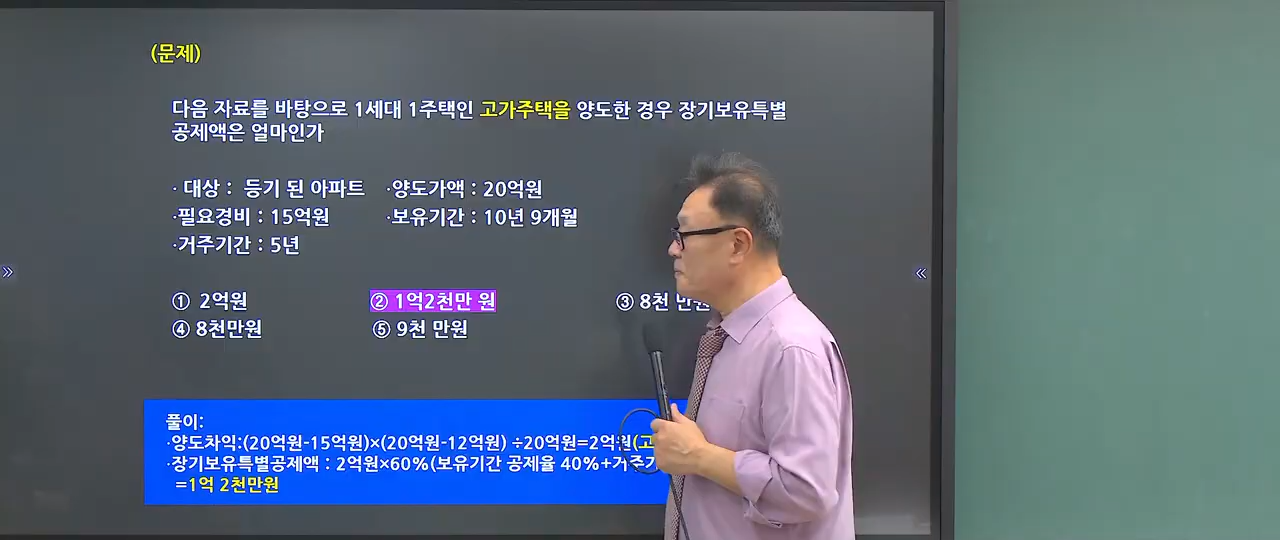 (문제)
다음 자료를 바탕으로 1세대 1주택인 고가주택을 양도한 경우 장기보유특별
공제액은 얼마인가
· 대상 : 등기 된 아파트 ·양도가액 : 20억원
·필요경비 : 15억원 ·보유기간 : 10년 9개월
·거주기간 : 5년
① 2억원 ② 1억2천만 원 ③ 8천 만원
④ 8천만원 ⑤ 9천 만원
풀이:
·양도차익:(20억원-15억원)×(20억원-12억원) ÷20억원=2억원(고
·장기보유특별공제액 : 2억원×60%(보유기간 공제율 40%+거주기
=1억 2천만원